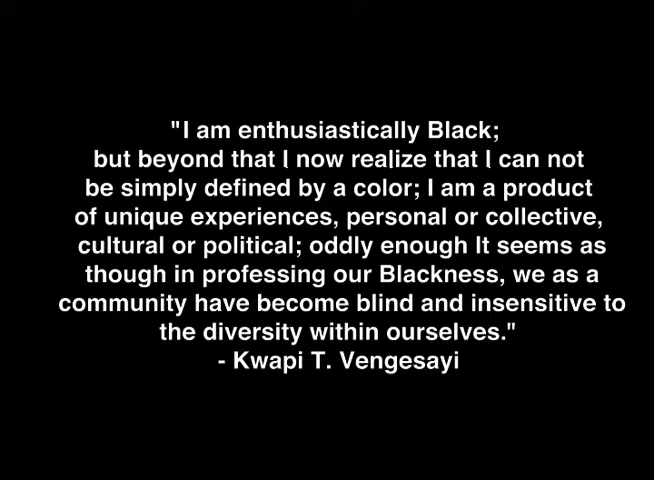 "I am enthusiastically Black;
but beyond that I now realize that I can not
be simply defined by a color; I am a product
of unique experiences, personal or collective,
cultural or political; oddly enough It seems as
though in professing our Blackness, we as a
community have become blind and insensitive to
the diversity within ourselves."
- Kwapi T. Vengesayi